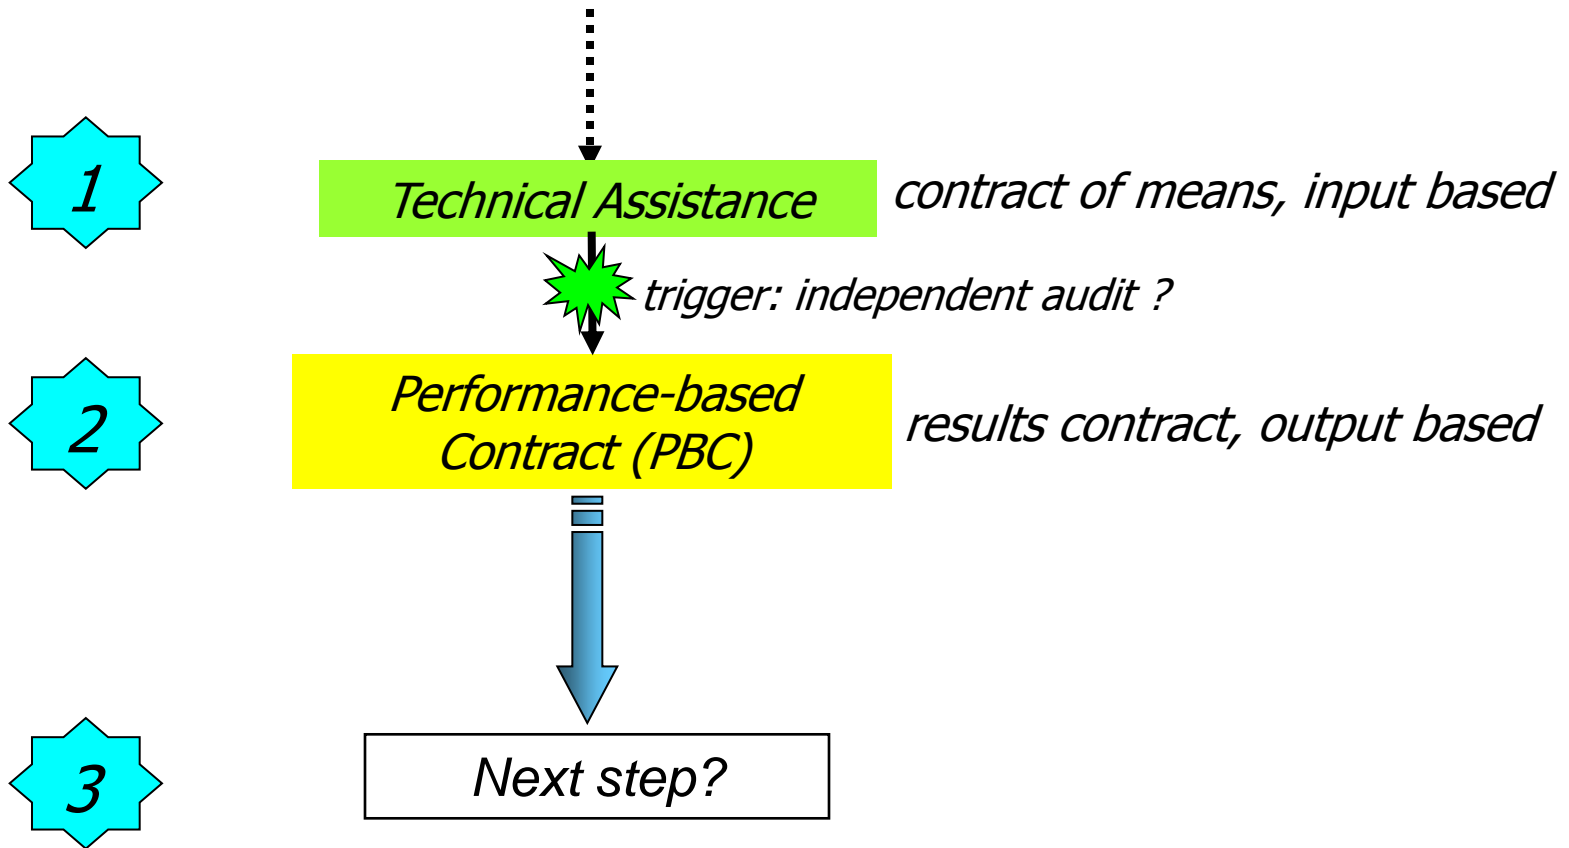 1
Technical Assistance
contract of means, input based
trigger: independent audit ?
2
Performance-based
Contract (PBC)
results contract, output based
3
Next step?